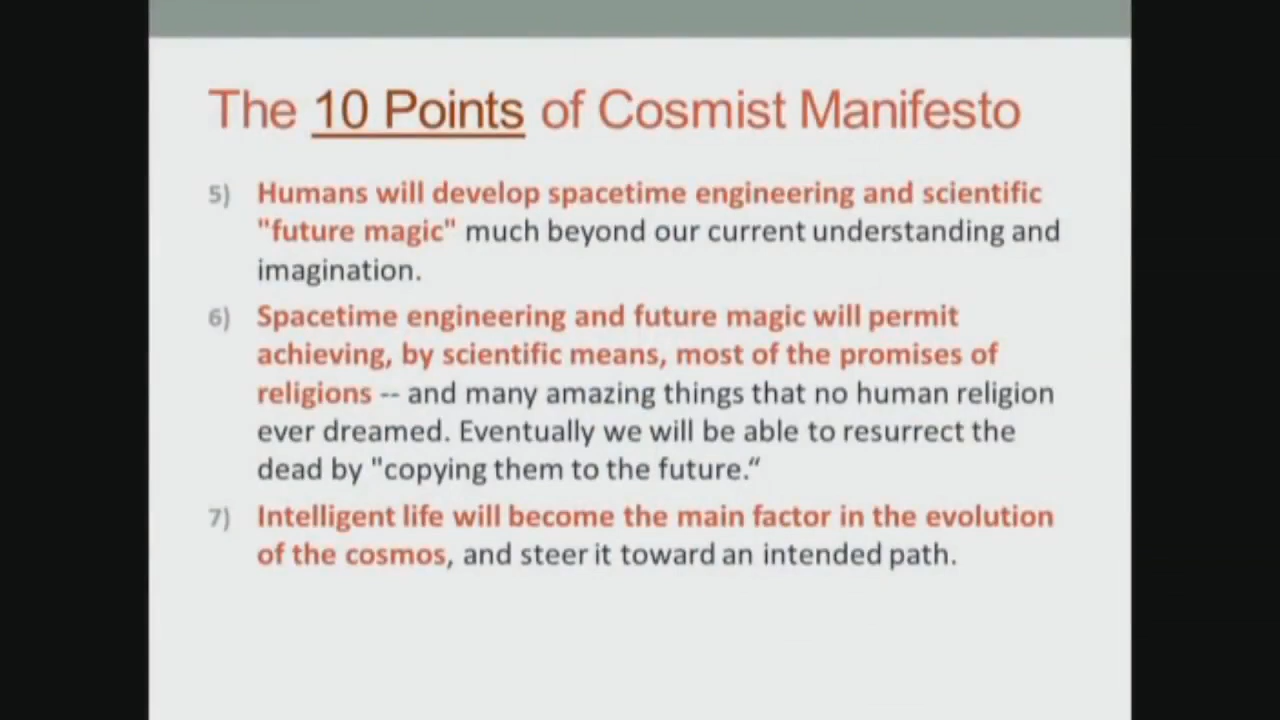 The 10 Points of Cosmist Manifesto
5) Humans will develop spacetime engineering and scientific
"future magic" much beyond our current understanding and
imagination.
6) Spacetime engineering and future magic will permit
achieving, by scientific means, most of the promises of
religions -- and many amazing things that no human religion
ever dreamed. Eventually we will be able to resurrect the
dead by "copying them to the future.“
7) Intelligent life will become the main factor in the evolution
of the cosmos, and steer it toward an intended path.